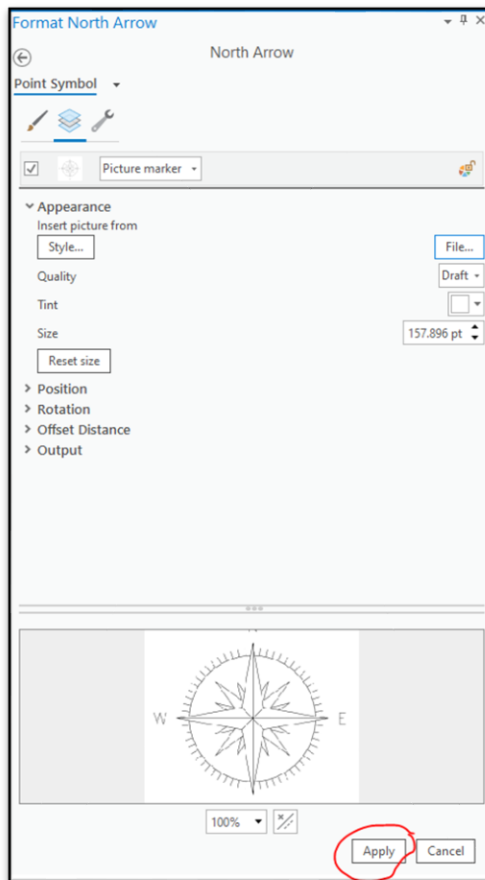 Format North Arrow
North Arrow
Point Symbol
Picture marker
Appearance
Insert picture from
Style...
File...
Quality
Draft
Tint
Size
157.896 pt
Reset size
Position
Rotation
Offset Distance
Output
W
E
100%
Apply
Cancel